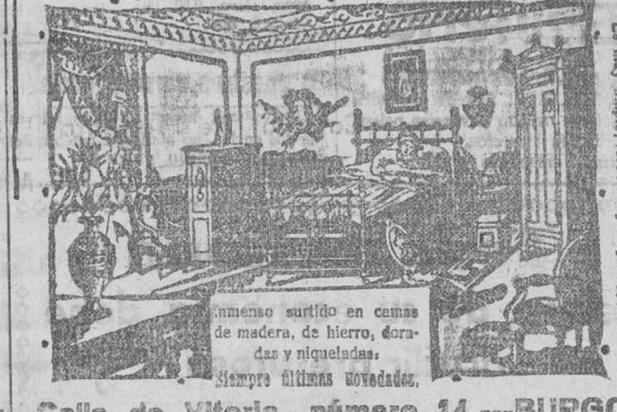 Inmenso surtido en camas
de madera, de hierro, dora-
das y niqueladas.
Siempre últimas novedades.
Calle de Vitoria, número 14.—BURGO